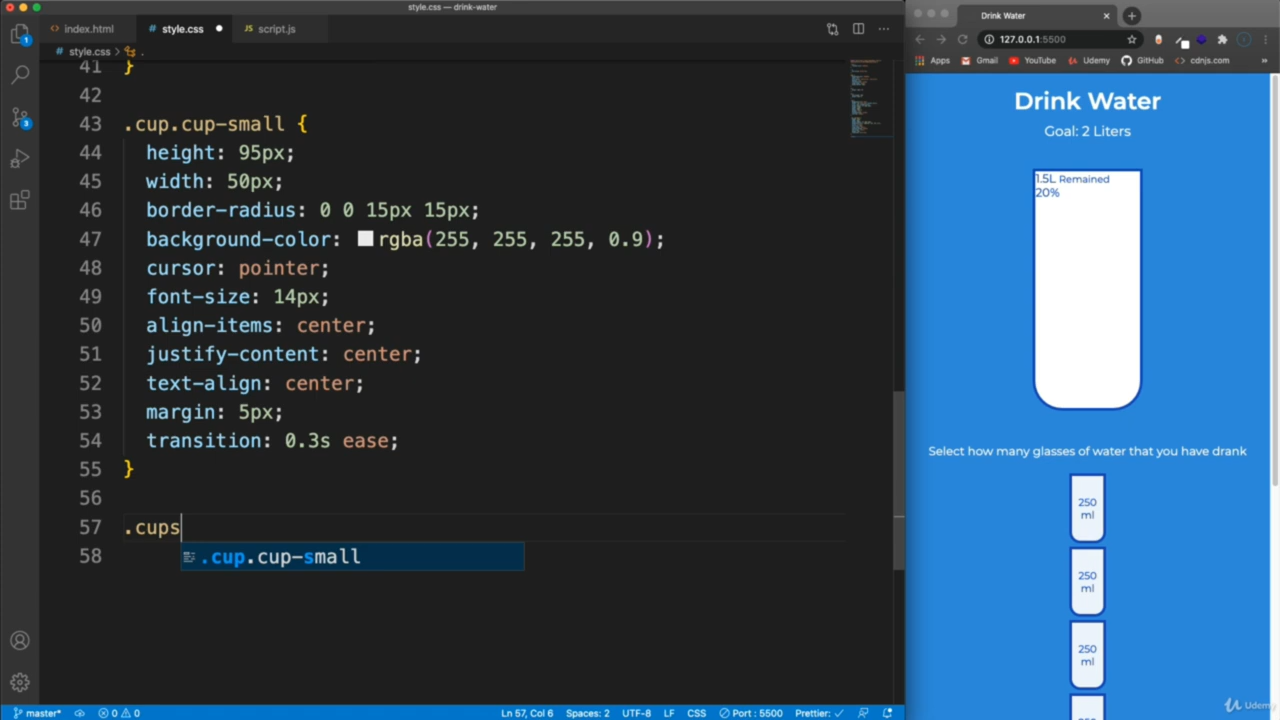 style.css — drink-water
index.html
style.css
script.js
style.css > .
41 }
42
43 .cup.cup-small {
44 height: 95px;
45 width: 50px;
46 border-radius: 0 0 15px 15px;
47 background-color: rgba(255, 255, 255, 0.9);
48 cursor: pointer;
49 font-size: 14px;
50 align-items: center;
51 justify-content: center;
52 text-align: center;
53 margin: 5px;
54 transition: 0.3s ease;
55 }
56
57 .cups
.cup.cup-small
58
1
3
master*
0 0
Ln 57, Col 6
Spaces: 2
UTF-8
LF
CSS
Port : 5500
Prettier: ✓
Drink Water
127.0.0.1:5500
Apps
Gmail
YouTube
Udemy
GitHub
cdnjs.com
»
Drink Water
Goal: 2 Liters
1.5L Remained
20%
Select how many glasses of water that you have drank
250
ml
250
ml
250
ml
250
Udemy